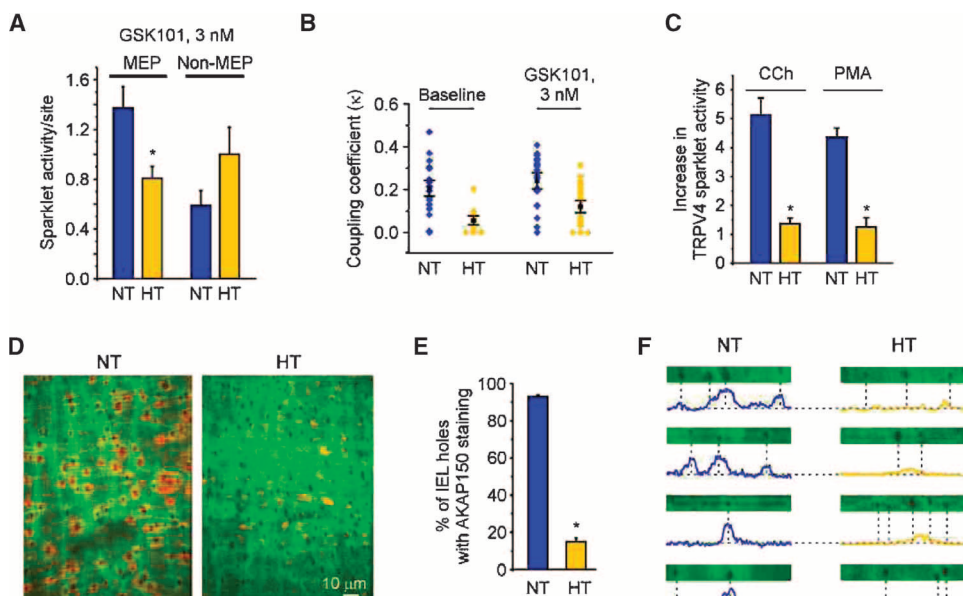 A
GSK101, 3 nM
MEP Non-MEP
Sparklet activity/site
1.6
1.2
0.8
0.4
0.0
*
NT HT NT HT
B
Baseline
GSK101, 3 nM
Coupling coefficient (κ)
0.6
0.4
0.2
0.0
NT HT NT HT
C
CCh PMA
Increase in
TRPV4 sparklet activity
6
5
4
3
2
1
0
* *
NT HT NT HT
D
NT HT
10 μm
E
% of IEL holes
with AKAP150 staining
100
80
60
40
20
0
*
NT HT
F
NT HT